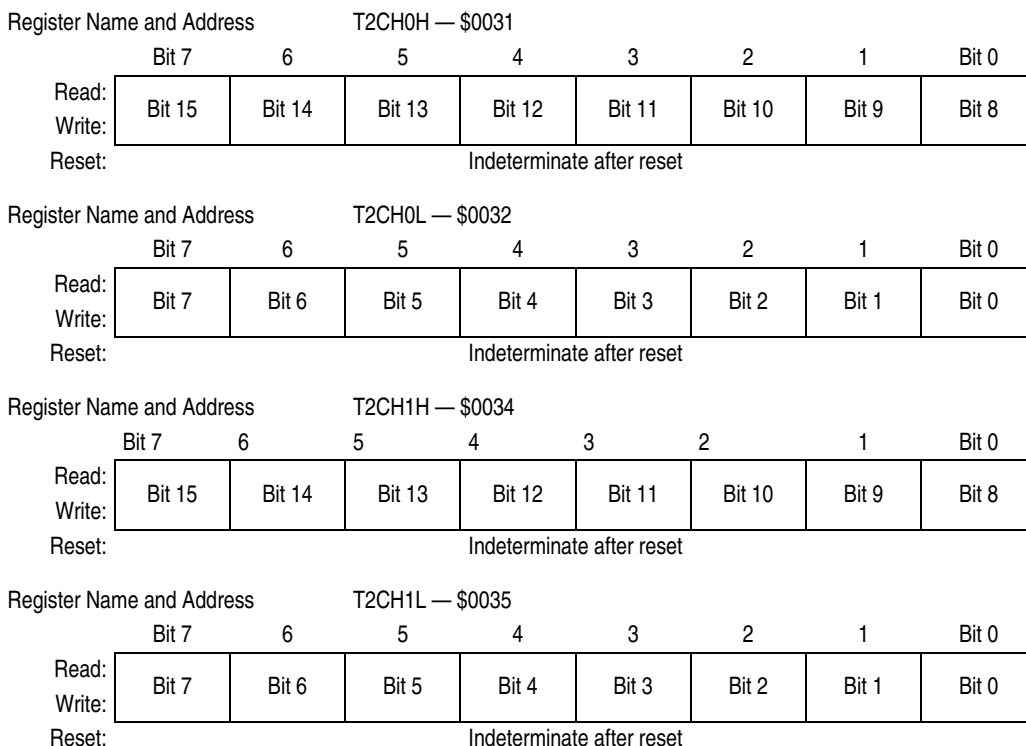 Register Name and Address T2CH0H — $0031
Bit 7 6 5 4 3 2 1 Bit 0
Read:
Bit 15 Bit 14 Bit 13 Bit 12 Bit 11 Bit 10 Bit 9 Bit 8
Write:
Reset: Indeterminate after reset
Register Name and Address T2CH0L — $0032
Bit 7 6 5 4 3 2 1 Bit 0
Read:
Bit 7 Bit 6 Bit 5 Bit 4 Bit 3 Bit 2 Bit 1 Bit 0
Write:
Reset: Indeterminate after reset
Register Name and Address T2CH1H — $0034
Bit 7 6 5 4 3 2 1 Bit 0
Read:
Bit 15 Bit 14 Bit 13 Bit 12 Bit 11 Bit 10 Bit 9 Bit 8
Write:
Reset: Indeterminate after reset
Register Name and Address T2CH1L — $0035
Bit 7 6 5 4 3 2 1 Bit 0
Read:
Bit 7 Bit 6 Bit 5 Bit 4 Bit 3 Bit 2 Bit 1 Bit 0
Write:
Reset: Indeterminate after reset